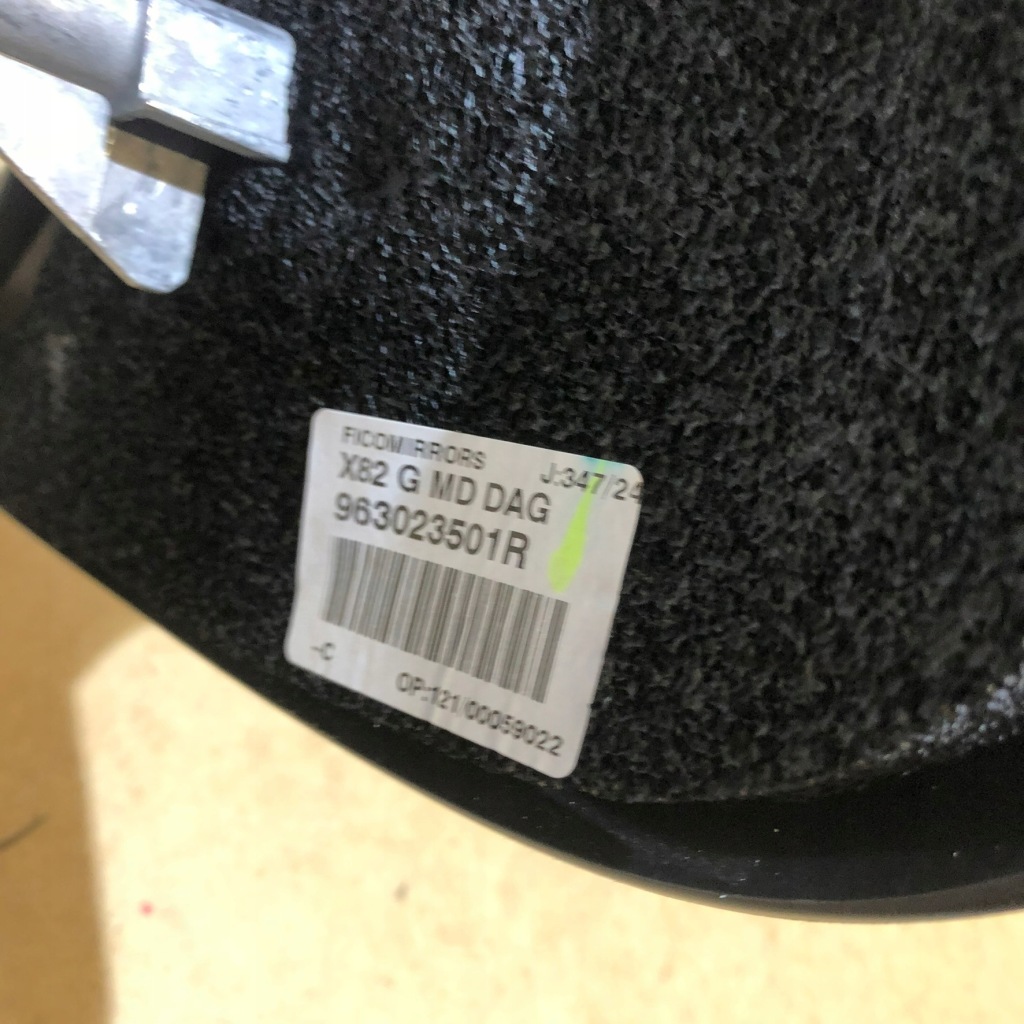 FICOMIRRORS
J:347/24
X82 G MD DAG
963023501R
-C
OP:121/00059022